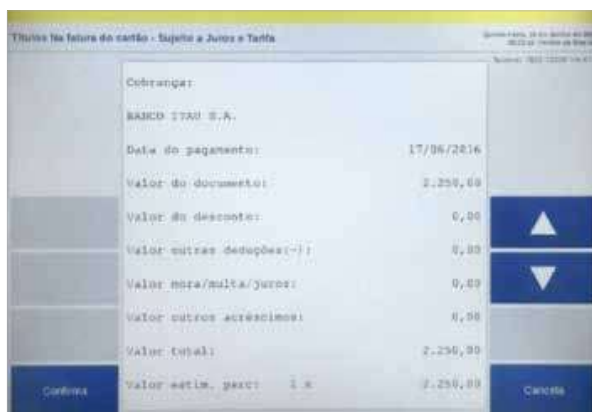 Títulos Na fatura do cartão - Sujeito a Juros e Tarifa
Cobrança:
BANCO ITAU S.A.
Data do pagamento: 17/06/2016
Valor do documento: 2.250,00
Valor do desconto: 0,00
Valor outras deduções(-): 0,00
Valor mora/multa/juros: 0,00
Valor outros acréscimos: 0,00
Valor total: 2.250,00
Valor estim. parc: 1 x 2.250,00
Confirma
Cancela